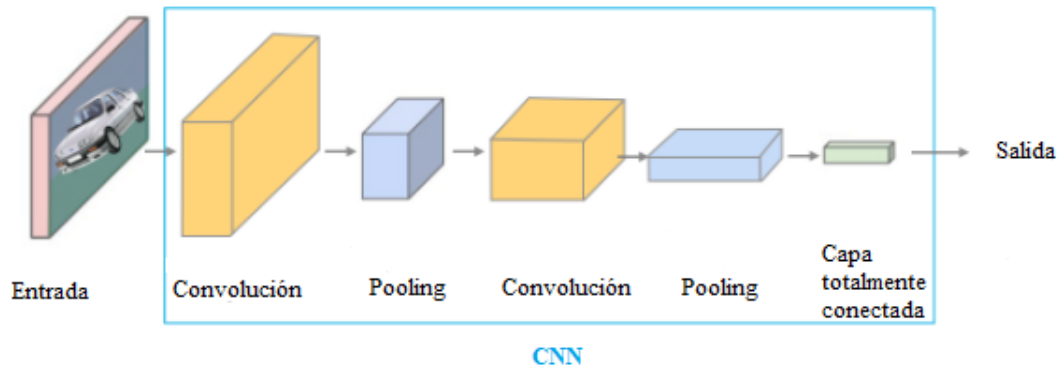 Entrada
Convolución
Pooling
Convolución
Pooling
Capa
totalmente
conectada
Salida
CNN